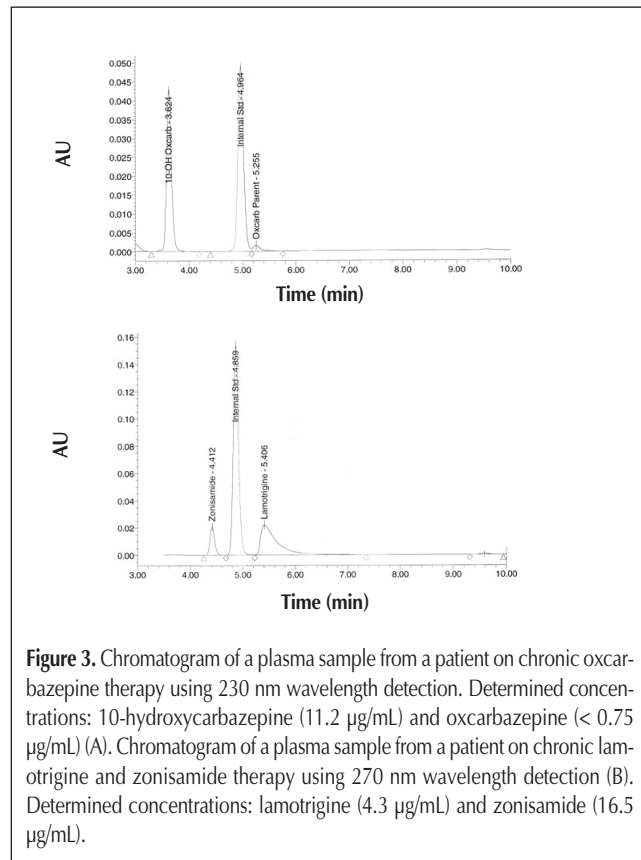 0.050
0.045
0.040
0.035
0.030
0.025
0.020
0.015
0.010
0.005
0.000
AU
10-OH Oxcarb - 3.624
Internal Std - 4.964
Oxcarb Parent - 5.255
3.00 4.00 5.00 6.00 7.00 8.00 9.00 10.00
Time (min)
0.16
0.14
0.12
0.10
0.08
0.06
0.04
0.02
0.00
AU
Zonisamide - 4.412
Internal Std - 4.859
Lamotrigine - 5.406
3.00 4.00 5.00 6.00 7.00 8.00 9.00 10.00
Time (min)
Figure 3. Chromatogram of a plasma sample from a patient on chronic oxcar-
bazepine therapy using 230 nm wavelength detection. Determined concen-
trations: 10-hydroxycarbazepine (11.2 μg/mL) and oxcarbazepine (< 0.75
μg/mL) (A). Chromatogram of a plasma sample from a patient on chronic lam-
otrigine and zonisamide therapy using 270 nm wavelength detection (B).
Determined concentrations: lamotrigine (4.3 μg/mL) and zonisamide (16.5
μg/mL).